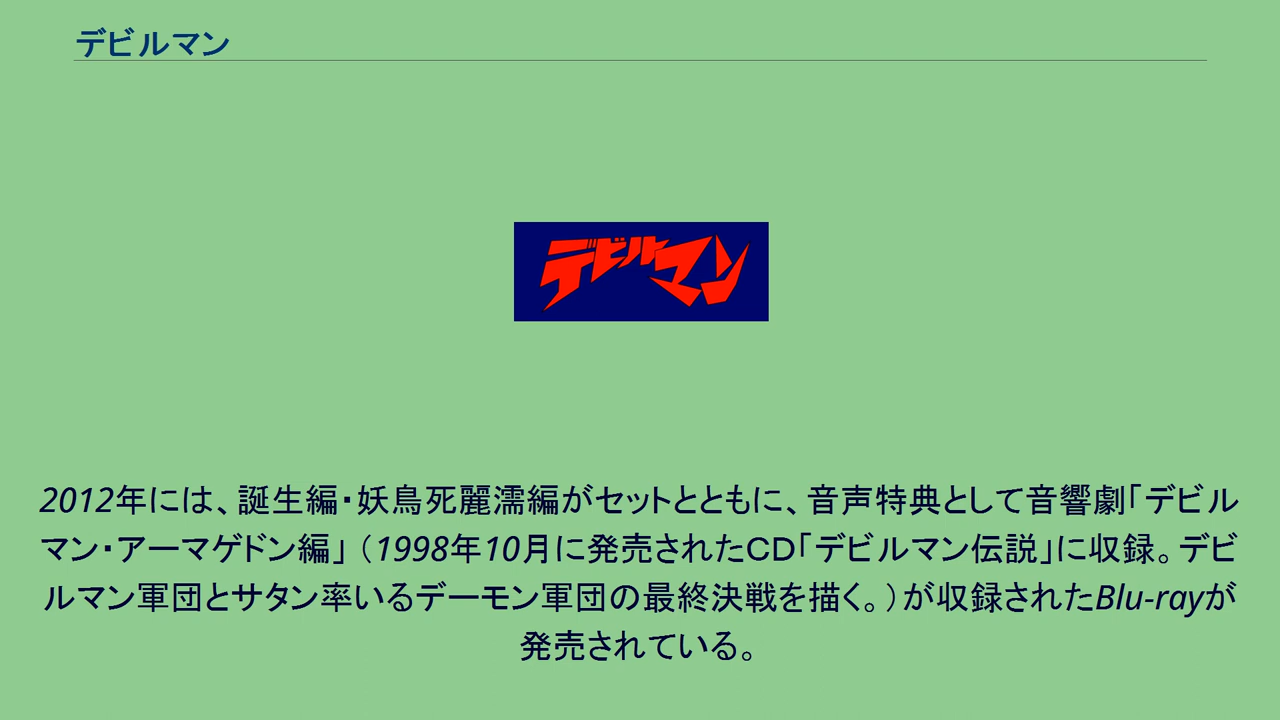 デビルマン
デビルマン
2012年には、誕生編・妖鳥死麗濡編がセットとともに、音声特典として音響劇「デビル
マン・アーマゲドン編」（1998年10月に発売されたCD「デビルマン伝説」に収録。デビ
ルマン軍団とサタン率いるデーモン軍団の最終決戦を描く。）が収録されたBlu-rayが
発売されている。